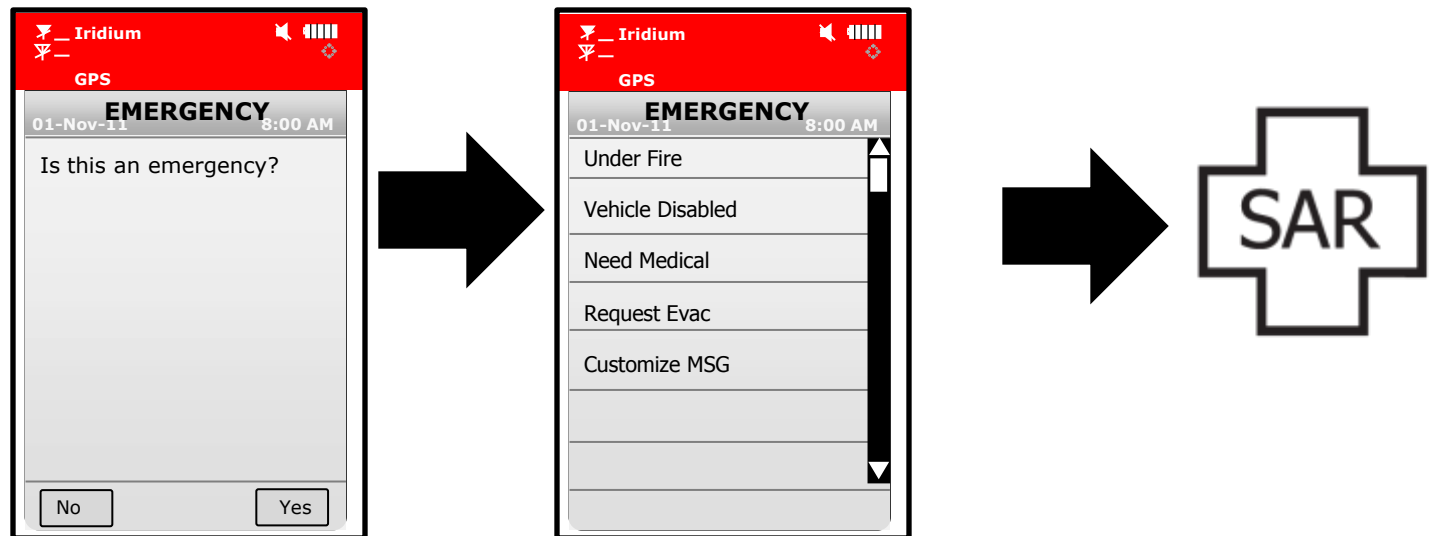 Iridium
GPS
EMERGENCY
01-Nov-11 8:00 AM
Is this an emergency?
No Yes
Iridium
GPS
EMERGENCY
01-Nov-11 8:00 AM
Under Fire
Vehicle Disabled
Need Medical
Request Evac
Customize MSG
SAR